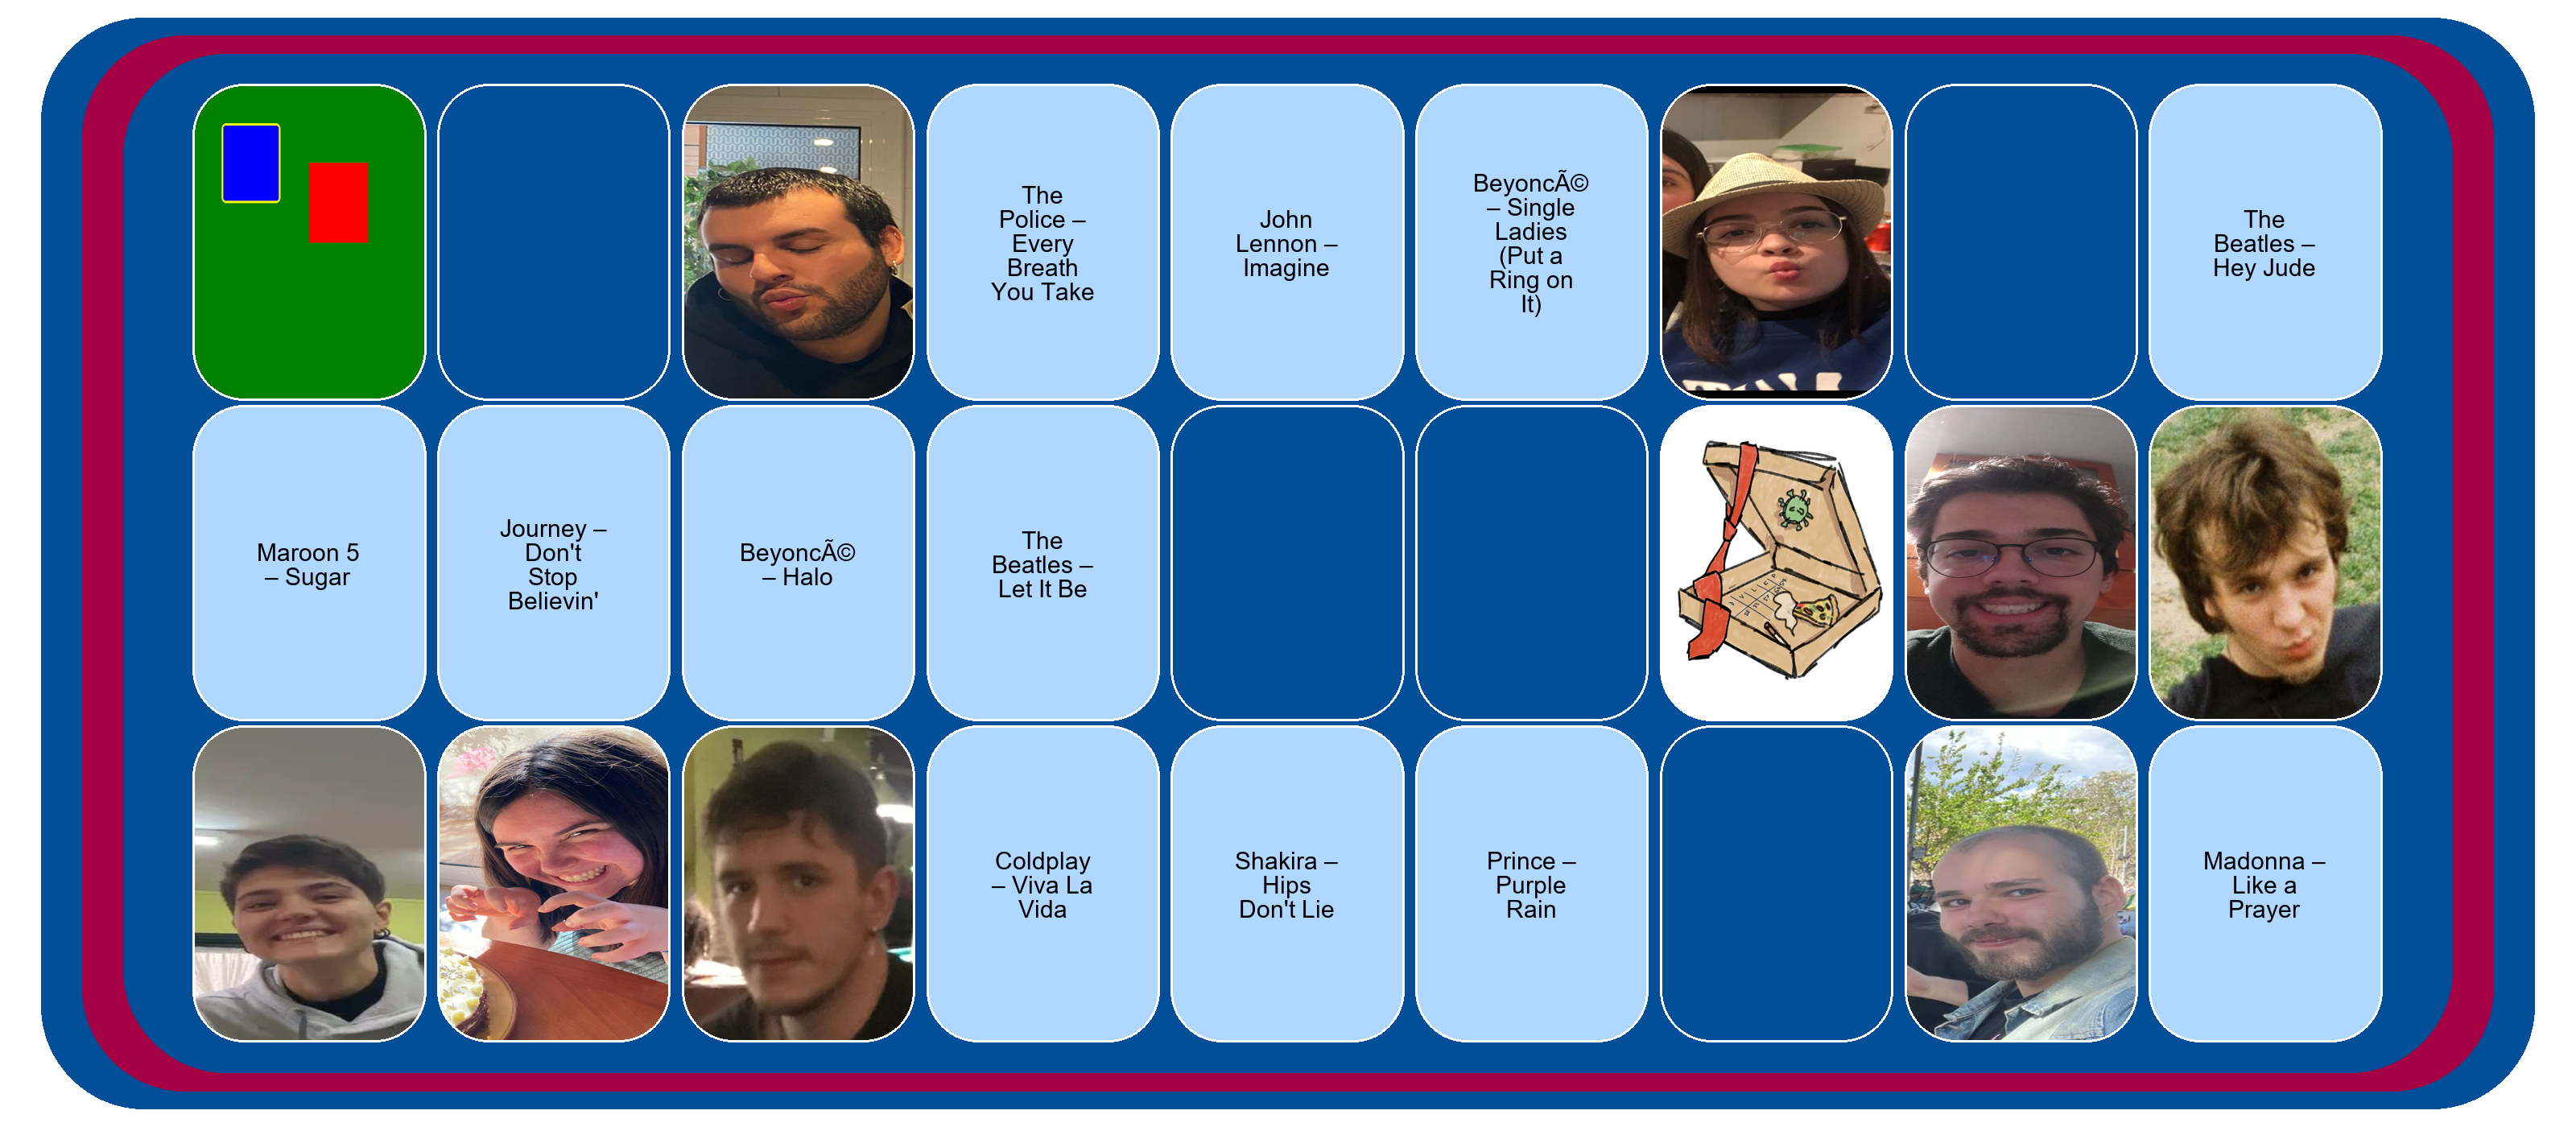 The
Police –
Every
Breath
You Take
John
Lennon –
Imagine
BeyoncÃ©
– Single
Ladies
(Put a
Ring on
It)
The
Beatles –
Hey Jude
Maroon 5
– Sugar
Journey –
Don't
Stop
Believin'
BeyoncÃ©
– Halo
The
Beatles –
Let It Be
Coldplay
– Viva La
Vida
Shakira –
Hips
Don't Lie
Prince –
Purple
Rain
Madonna –
Like a
Prayer